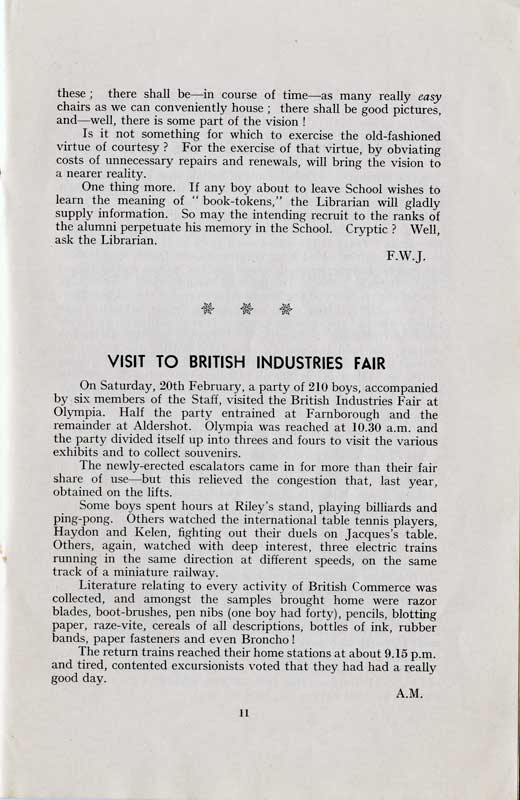 these ; there shall be—in course of time—as many really easy
chairs as we can conveniently house ; there shall be good pictures,
and—well, there is some part of the vision !
Is it not something for which to exercise the old-fashioned
virtue of courtesy ? For the exercise of that virtue, by obviating
costs of unnecessary repairs and renewals, will bring the vision to
a nearer reality.
One thing more. If any boy about to leave School wishes to
learn the meaning of " book-tokens," the Librarian will gladly
supply information. So may the intending recruit to the ranks of
the alumni perpetuate his memory in the School. Cryptic ? Well,
ask the Librarian.
F.W.J.
VISIT TO BRITISH INDUSTRIES FAIR
On Saturday, 20th February, a party of 210 boys, accompanied
by six members of the Staff, visited the British Industries Fair at
Olympia. Half the party entrained at Farnborough and the
remainder at Aldershot. Olympia was reached at 10.30 a.m. and
the party divided itself up into threes and fours to visit the various
exhibits and to collect souvenirs.
The newly-erected escalators came in for more than their fair
share of use—but this relieved the congestion that, last year,
obtained on the lifts.
Some boys spent hours at Riley's stand, playing billiards and
ping-pong. Others watched the international table tennis players,
Haydon and Kelen, fighting out their duels on Jacques's table.
Others, again, watched with deep interest, three electric trains
running in the same direction at different speeds, on the same
track of a miniature railway.
Literature relating to every activity of British Commerce was
collected, and amongst the samples brought home were razor
blades, boot-brushes, pen nibs (one boy had forty), pencils, blotting
paper, raze-vite, cereals of all descriptions, bottles of ink, rubber
bands, paper fasteners and even Broncho !
The return trains reached their home stations at about 9.15 p.m.
and tired, contented excursionists voted that they had had a really
good day.
A.M.
11